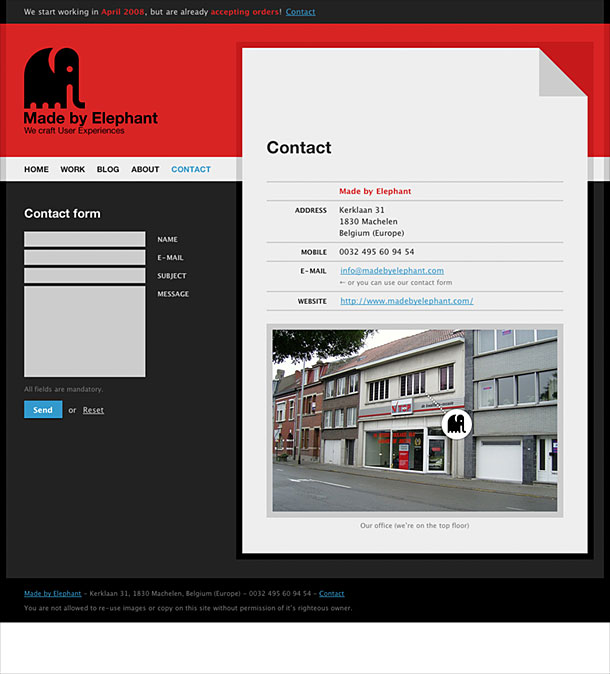 We start working in April 2008, but are already accepting orders! Contact
Made by Elephant
We craft User Experiences
HOME WORK BLOG ABOUT CONTACT
Contact form
NAME
E-MAIL
SUBJECT
MESSAGE
All fields are mandatory.
Send or Reset
Contact
Made by Elephant
ADDRESS Kerklaan 31
1830 Machelen
Belgium (Europe)
MOBILE 0032 495 60 94 54
E-MAIL info@madebyelephant.com
← or you can use our contact form
WEBSITE http://www.madebyelephant.com/
Our office (we're on the top floor)
Made by Elephant – Kerklaan 31, 1830 Machelen, Belgium (Europe) – 0032 495 60 94 54 – Contact
You are not allowed to re-use images or copy on this site without permission of it's righteous owner.